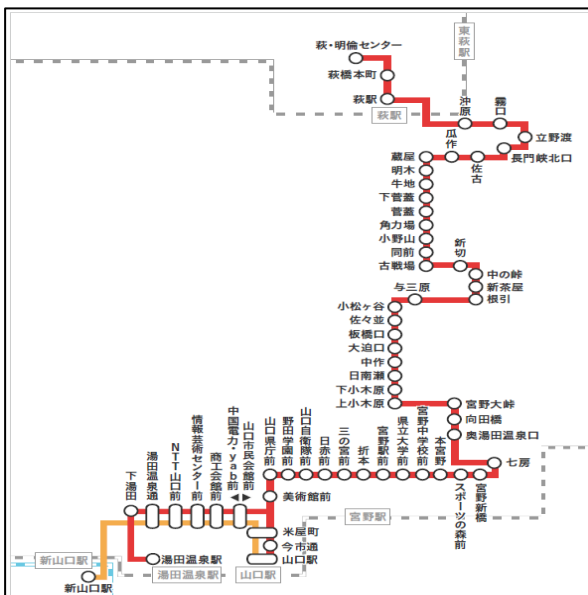 萩・明倫センター
東萩駅
萩橋本町
萩駅
萩駅
沖原
霧口
瓜作
立野渡
長門峡北口
佐古
蔵屋
明木
牛地
下菅蓋
菅蓋
角力場
小野山
同前
釿切
古戦場
中の峠
新茶屋
根引
与三原
小松ヶ谷
佐々並
板橋口
大迫口
中作
日南瀬
下小木原
上小木原
宮野大峠
向田橋
奥湯田温泉口
七房
下湯田
湯田温泉通
NTT山口前
情報芸術センター前
商工会館前
中国電力・yab前
山口市民会館前
山口県庁前
野田学園前
山口自衛隊前
日赤前
三の宮前
折本
宮野駅前
県立大学前
宮野中学校前
本宮野
スポーツの森前
宮野新橋
美術館前
米屋町
今市通
山口駅
宮野駅
新山口駅
新山口駅
湯田温泉駅
湯田温泉駅
山口駅